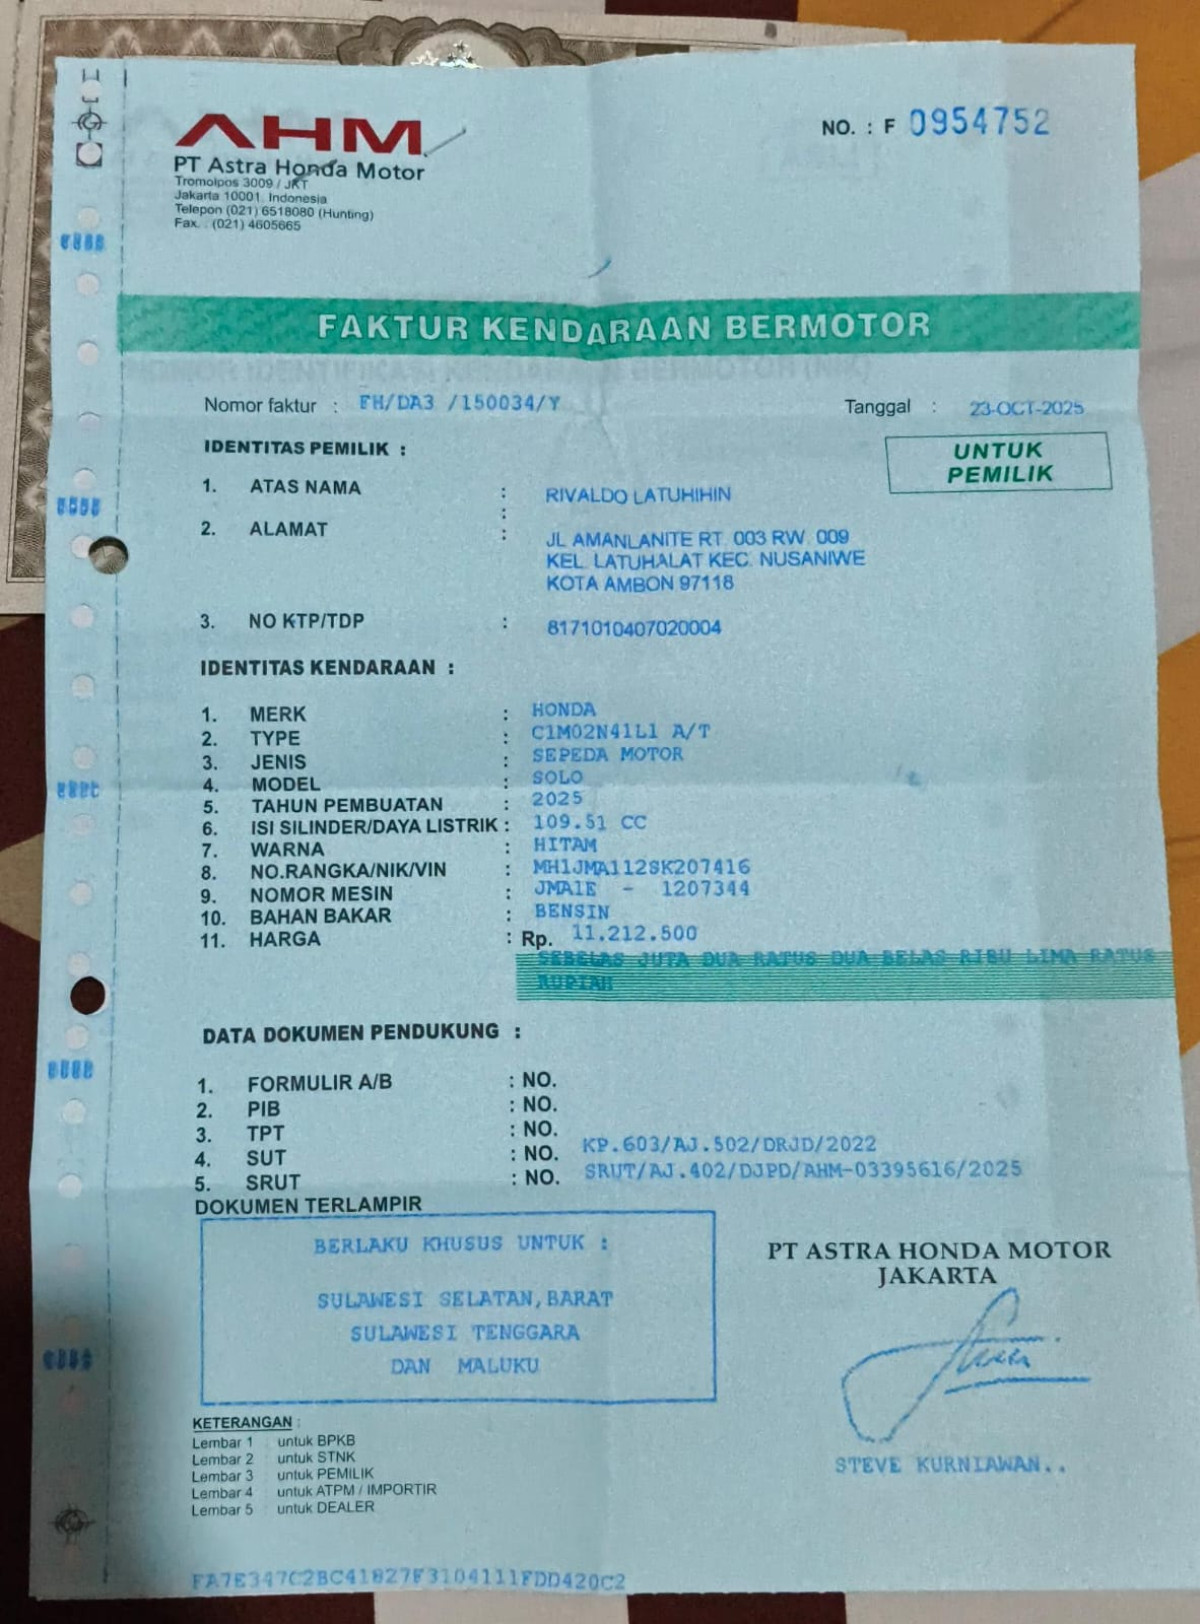 AHM
PT Astra Honda Motor
Tromolpos 3009 / JKT
Jakarta 10001 Indonesia
Telepon (021) 6518080 (Hunting)
Fax. : (021) 4605665
NO. : F 0954752
FAKTUR KENDARAAN BERMOTOR
Nomor faktur : FH/DA3 /150034/Y
Tanggal : 23-OCT-2025
UNTUK
PEMILIK
IDENTITAS PEMILIK :
1. ATAS NAMA : RIVALDO LATUHIHIN
:
2. ALAMAT : JL AMANLANITE RT. 003 RW. 009
KEL. LATUHALAT KEC. NUSANIWE
KOTA AMBON 97118
3. NO KTP/TDP : 8171010407020004
IDENTITAS KENDARAAN :
1. MERK : HONDA
2. TYPE : C1M02N41L1 A/T
3. JENIS : SEPEDA MOTOR
4. MODEL : SOLO
5. TAHUN PEMBUATAN : 2025
6. ISI SILINDER/DAYA LISTRIK : 109.51 CC
7. WARNA : HITAM
8. NO.RANGKA/NIK/VIN : MH1JMA112SK207416
9. NOMOR MESIN : JMA1E - 1207344
10. BAHAN BAKAR : BENSIN
11. HARGA : Rp. 11.212.500
SEBELAS JUTA DUA RATUS DUA BELAS RIBU LIMA RATUS
RUPIAH
DATA DOKUMEN PENDUKUNG :
1. FORMULIR A/B : NO.
2. PIB : NO.
3. TPT : NO.
4. SUT : NO. KP.603/AJ.502/DRJD/2022
5. SRUT : NO. SRUT/AJ.402/DJPD/AHM-03395616/2025
DOKUMEN TERLAMPIR
BERLAKU KHUSUS UNTUK :
SULAWESI SELATAN,BARAT
SULAWESI TENGGARA
DAN MALUKU
PT ASTRA HONDA MOTOR
JAKARTA
STEVE KURNIAWAN..
KETERANGAN :
Lembar 1 : untuk BPKB
Lembar 2 : untuk STNK
Lembar 3 : untuk PEMILIK
Lembar 4 : untuk ATPM / IMPORTIR
Lembar 5 : untuk DEALER
FA7E347C2BC41827F3104111FDD420C2